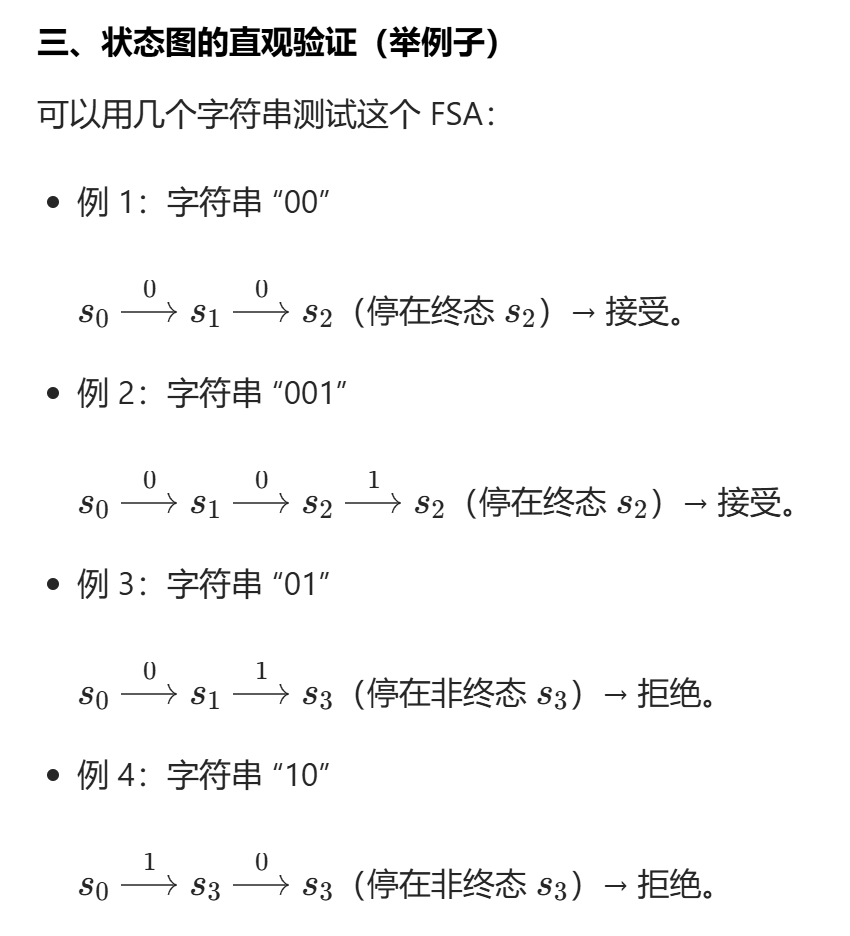 三、状态图的直观验证（举例子）
可以用几个字符串测试这个 FSA：
• 例 1：字符串 “00”
s₀ —0→ s₁ —0→ s₂（停在终态 s₂）→ 接受。
• 例 2：字符串 “001”
s₀ —0→ s₁ —0→ s₂ —1→ s₂（停在终态 s₂）→ 接受。
• 例 3：字符串 “01”
s₀ —0→ s₁ —1→ s₃（停在非终态 s₃）→ 拒绝。
• 例 4：字符串 “10”
s₀ —1→ s₃ —0→ s₃（停在非终态 s₃）→ 拒绝。